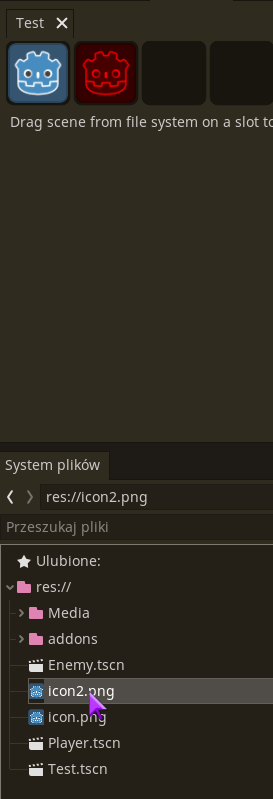 Test
Drag scene from file system on a slot to
System plików
res://icon2.png
Przeszukaj pliki
Ulubione:
res://
Media
addons
Enemy.tscn
icon2.png
icon.png
Player.tscn
Test.tscn